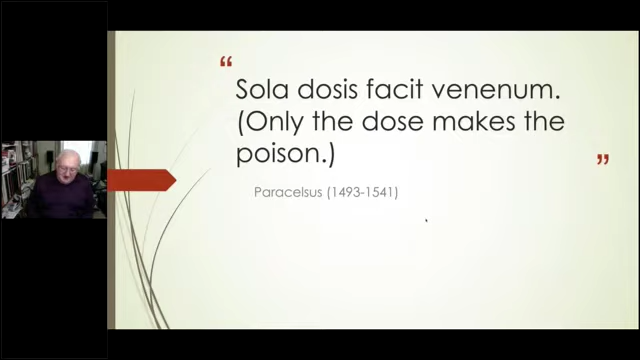 “
Sola dosis facit venenum.
(Only the dose makes the
poison.)
”
Paracelsus (1493-1541)